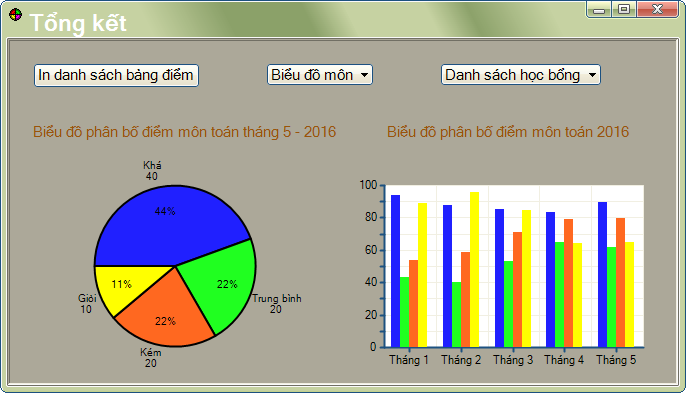 Tổng kết
In danh sách bảng điểm
Biểu đồ môn
Danh sách học bổng
Biểu đồ phân bố điểm môn toán tháng 5 - 2016
Biểu đồ phân bố điểm môn toán 2016
Khá
40
44%
11%
22%
22%
Giỏi
10
Trung bình
20
Kém
20
100
80
60
40
20
0
Tháng 1
Tháng 2
Tháng 3
Tháng 4
Tháng 5